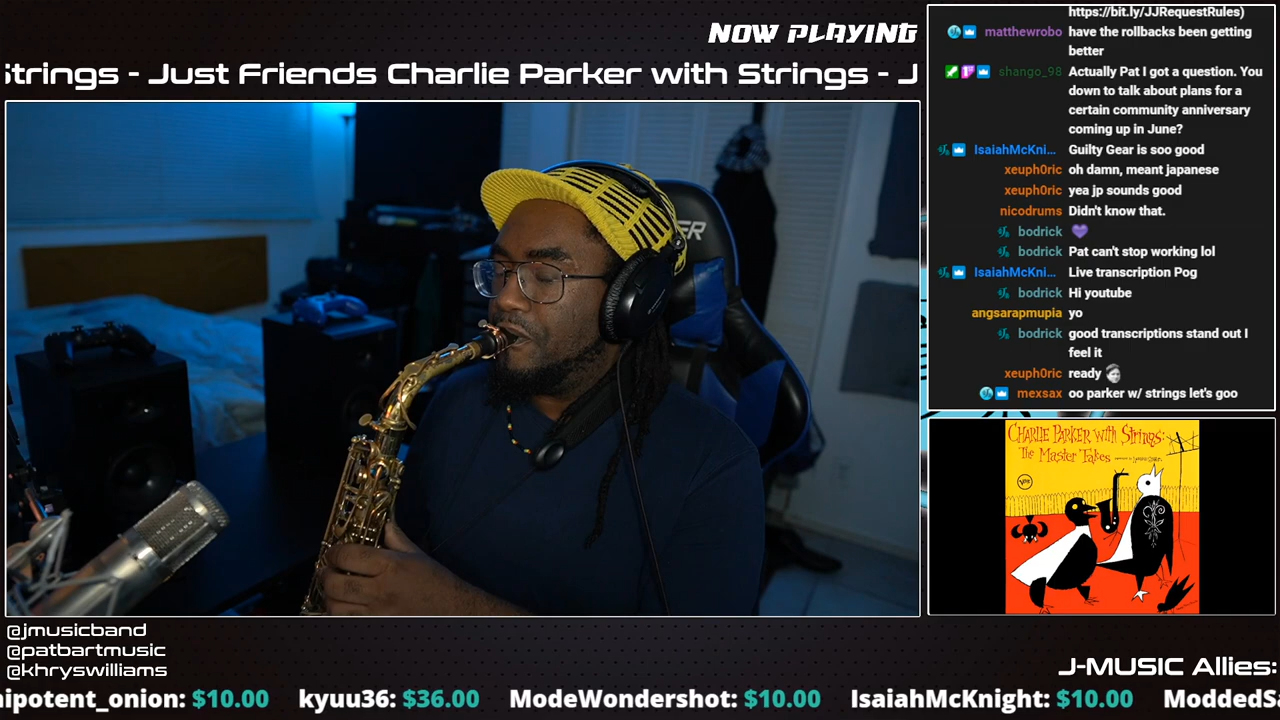 NOW PLAYING
Strings - Just Friends Charlie Parker with Strings - J
https://bit.ly/JJRequestRules)
matthewrobo have the rollbacks been getting
better
shango_98 Actually Pat I got a question. You
down to talk about plans for a
certain community anniversary
coming up in June?
IsaiahMcKni... Guilty Gear is soo good
xeuph0ric oh damn, meant japanese
xeuph0ric yea jp sounds good
nicodrums Didn't know that.
bodrick
bodrick Pat can't stop working lol
IsaiahMcKni... Live transcription Pog
bodrick Hi youtube
angsarapmupia yo
bodrick good transcriptions stand out I
feel it
xeuph0ric ready
mexsax oo parker w/ strings let's goo
CHARLIE PARKER WITH STRINGS:
The Master Takes
Verve
@jmusicband
@patbartmusic
@khryswilliams
J-MUSIC Allies:
nipotent_onion: $10.00 kyuu36: $36.00 ModeWondershot: $10.00 IsaiahMcKnight: $10.00 ModdedS